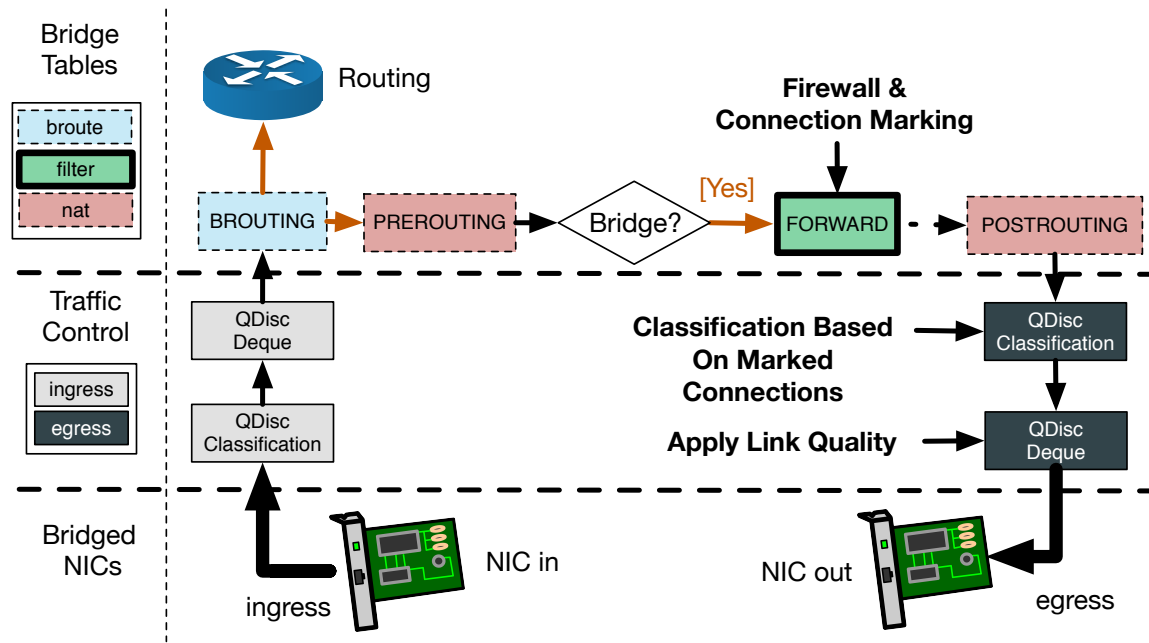 Bridge
Tables
broute
filter
nat
Routing
Firewall &
Connection Marking
BROUTING
PREROUTING
Bridge?
[Yes]
FORWARD
POSTROUTING
Traffic
Control
ingress
egress
QDisc
Deque
QDisc
Classification
Classification Based
On Marked
Connections
QDisc
Classification
Apply Link Quality
QDisc
Deque
Bridged
NICs
NIC in
ingress
NIC out
egress